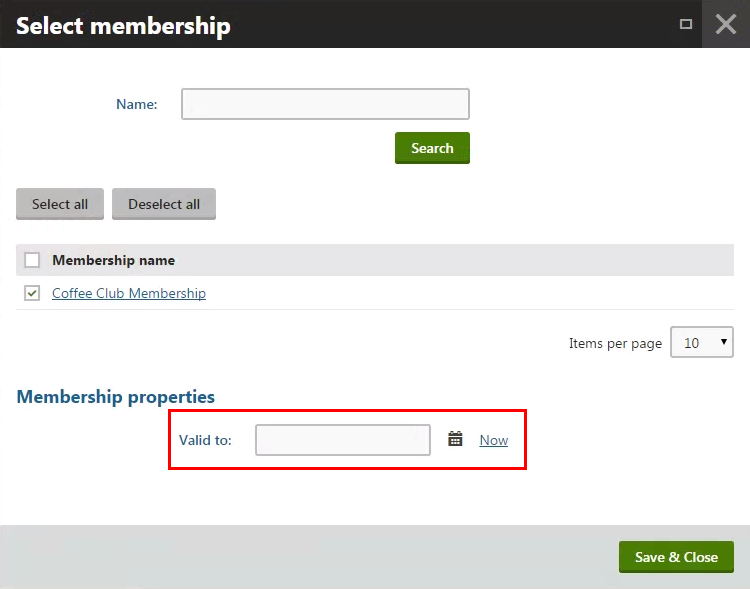 Select membership
Name:
Search
Select all Deselect all
Membership name
Coffee Club Membership
Items per page 10
Membership properties
Valid to: Now
Save & Close